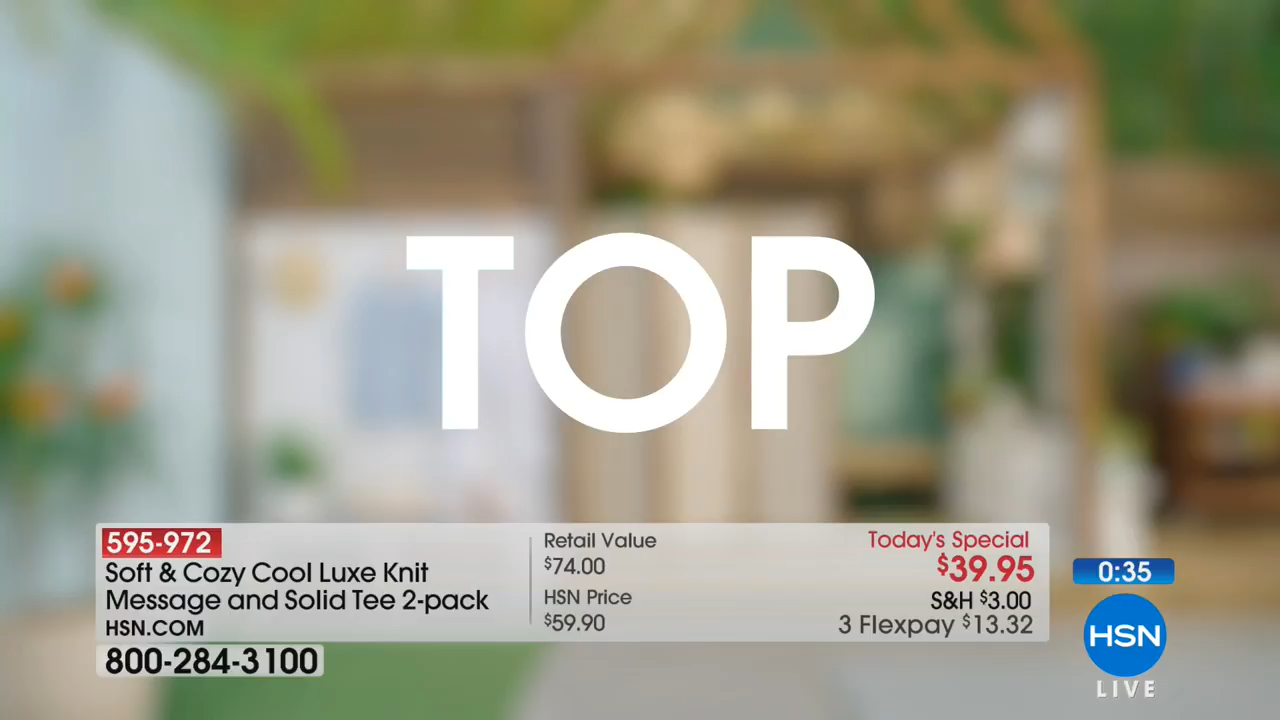 TOP
595-972
Soft & Cozy Cool Luxe Knit
Message and Solid Tee 2-pack
HSN.COM
800-284-3100
Retail Value
$74.00
HSN Price
$59.90
Today's Special
$39.95
S&H $3.00
3 Flexpay $13.32
0:35
HSN
LIVE